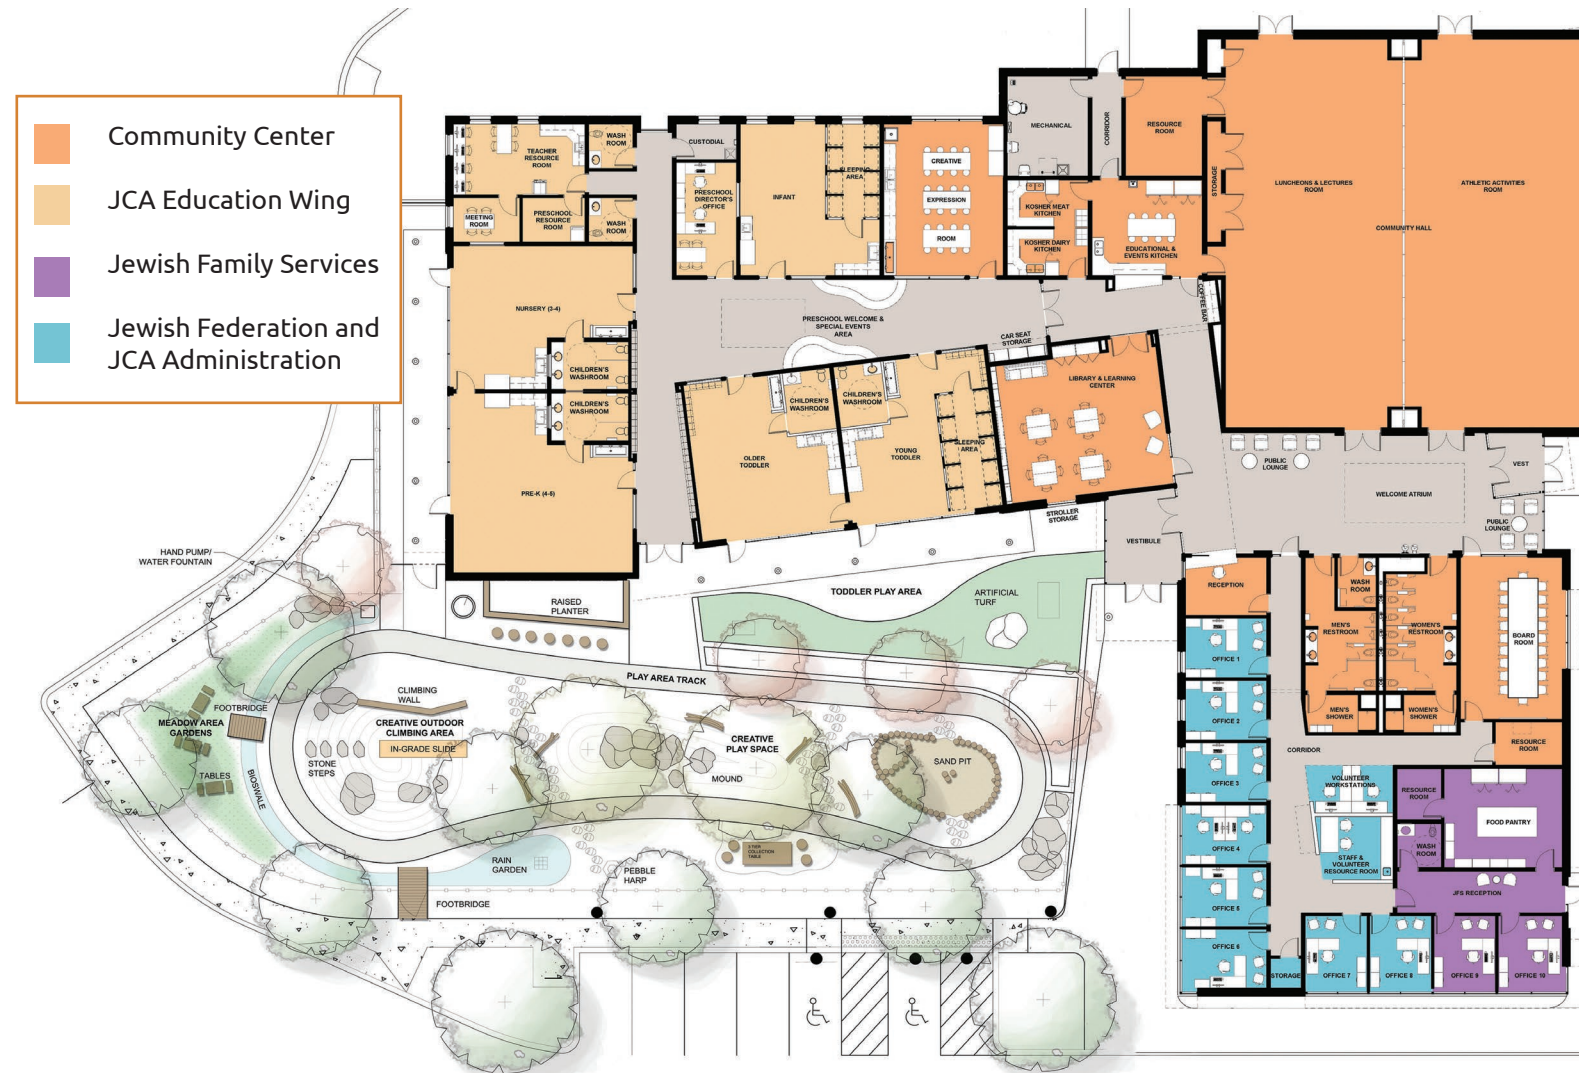 Community Center
JCA Education Wing
Jewish Family Services
Jewish Federation and
JCA Administration
TEACHER
RESOURCE
ROOM
WASH
ROOM
CUSTODIAL
PRESCHOOL
DIRECTOR'S
OFFICE
MEETING
ROOM
PRESCHOOL
RESOURCE
ROOM
WASH
ROOM
INFANT
SLEEPING
AREA
CREATIVE
EXPRESSION
ROOM
MECHANICAL
CORRIDOR
RESOURCE
ROOM
STORAGE
KOSHER MEAT
KITCHEN
KOSHER DAIRY
KITCHEN
EDUCATIONAL &
EVENTS KITCHEN
LUNCHEONS & LECTURES
ROOM
ATHLETIC ACTIVITIES
ROOM
COMMUNITY HALL
NURSERY (3-4)
CHILDREN'S
WASHROOM
CHILDREN'S
WASHROOM
PRE-K (4-5)
PRESCHOOL WELCOME &
SPECIAL EVENTS
AREA
CAR SEAT
STORAGE
COFFEE BAR
CHILDREN'S
WASHROOM
CHILDREN'S
WASHROOM
OLDER
TODDLER
YOUNG
TODDLER
SLEEPING
AREA
LIBRARY & LEARNING
CENTER
STROLLER
STORAGE
PUBLIC
LOUNGE
VEST
WELCOME ATRIUM
PUBLIC
LOUNGE
VESTIBULE
HAND PUMP/
WATER FOUNTAIN
RAISED
PLANTER
TODDLER PLAY AREA
ARTIFICIAL
TURF
PLAY AREA TRACK
CLIMBING
WALL
FOOTBRIDGE
MEADOW AREA
GARDENS
CREATIVE OUTDOOR
CLIMBING AREA
IN-GRADE SLIDE
STONE
STEPS
TABLES
BIOSWALE
CREATIVE
PLAY SPACE
MOUND
SAND PIT
2 TIER
COLLECTION
TABLE
RAIN
GARDEN
PEBBLE
HARP
FOOTBRIDGE
RECEPTION
OFFICE 1
OFFICE 2
OFFICE 3
OFFICE 4
OFFICE 5
OFFICE 6
STORAGE
OFFICE 7
OFFICE 8
OFFICE 9
OFFICE 10
WASH
ROOM
MEN'S
RESTROOM
WOMEN'S
RESTROOM
BOARD
ROOM
MEN'S
SHOWER
WOMEN'S
SHOWER
RESOURCE
ROOM
CORRIDOR
VOLUNTEER
WORKSTATIONS
RESOURCE
ROOM
FOOD PANTRY
WASH
ROOM
STAFF &
VOLUNTEER
RESOURCE ROOM
JFS RECEPTION